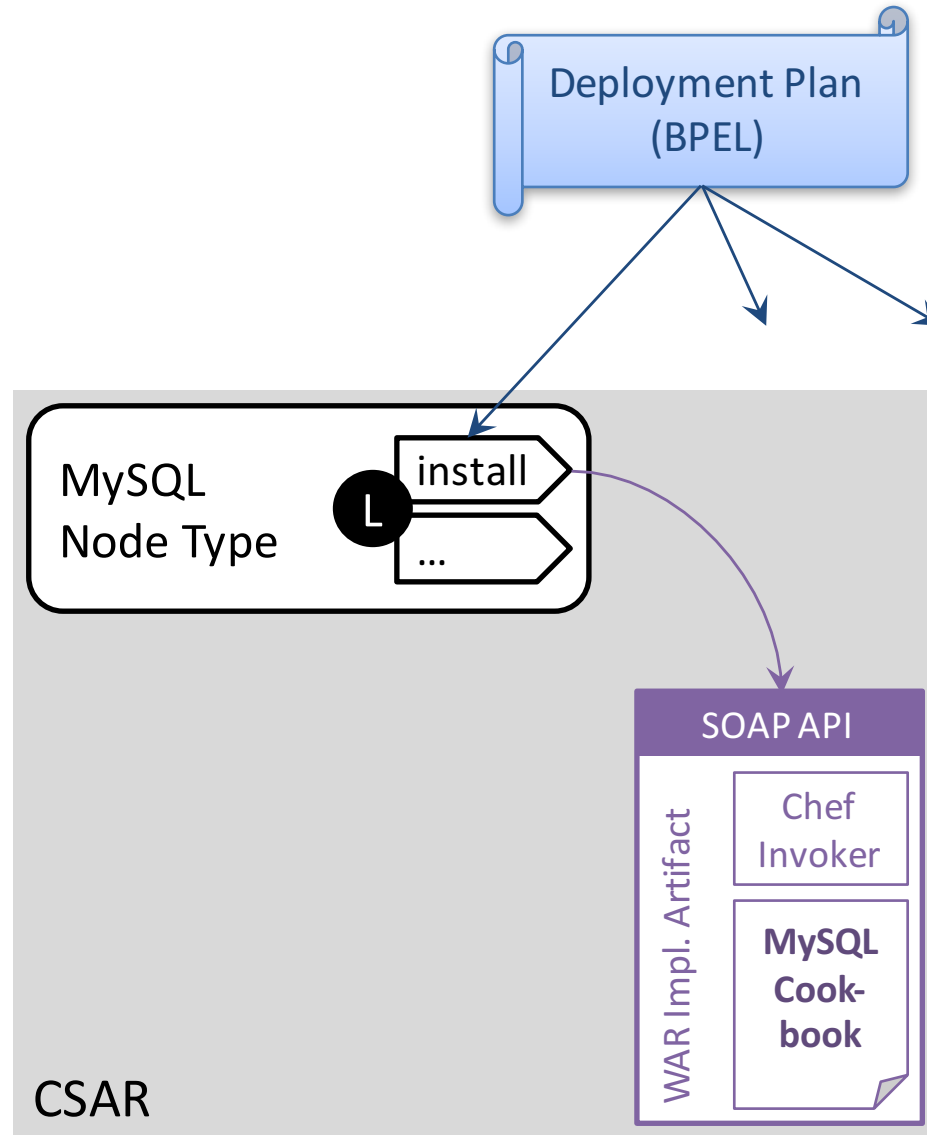 Deployment Plan
(BPEL)
MySQL
Node Type
L
install
...
SOAP API
WAR Impl. Artifact
Chef
Invoker
MySQL
Cook-
book
CSAR